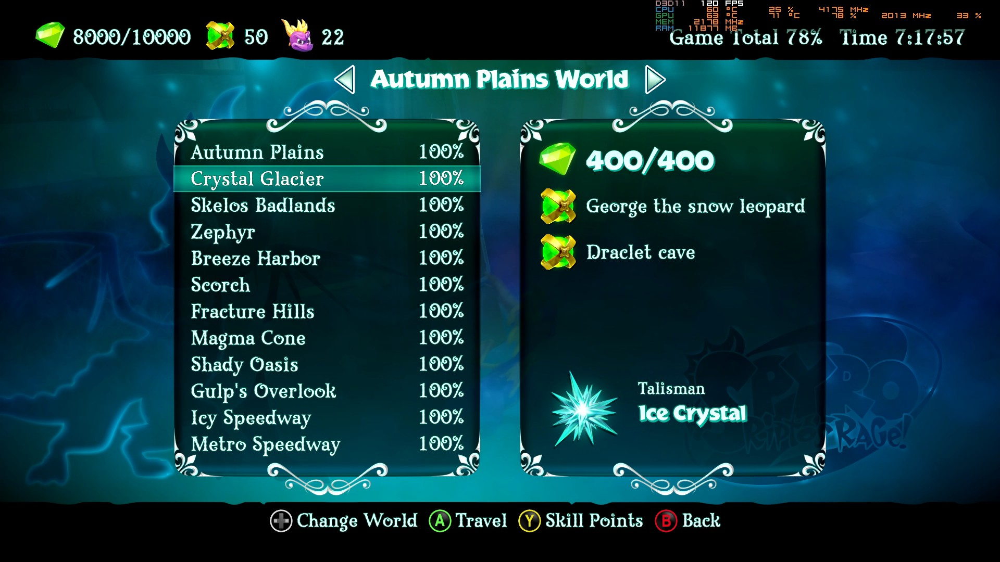 D3D11 120 FPS
CPU 60 °C 25 % 4175 MHz
GPU 63 °C 71 °C 78 % 2013 MHz 33 %
MEM 2178 MHz
RAM 11877 MB
8000/10000 50 22 Game Total 78% Time 7:17:57
Autumn Plains World
Autumn Plains 100%
Crystal Glacier 100%
Skelos Badlands 100%
Zephyr 100%
Breeze Harbor 100%
Scorch 100%
Fracture Hills 100%
Magma Cone 100%
Shady Oasis 100%
Gulp's Overlook 100%
Icy Speedway 100%
Metro Speedway 100%
400/400
George the snow leopard
Draclet cave
Talisman
Ice Crystal
SPYRO
RIPTO'S RAGE!
Change World A Travel Y Skill Points B Back